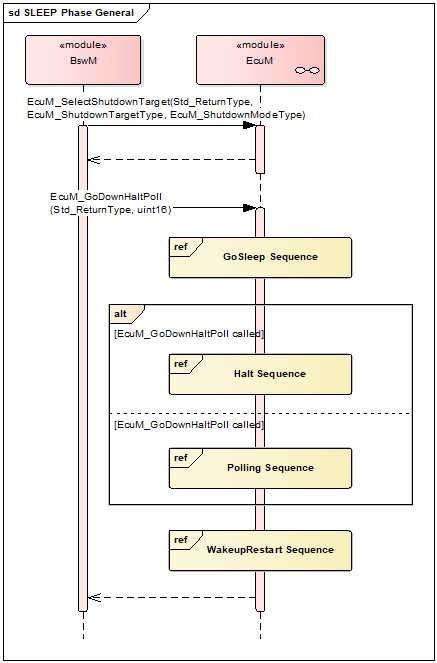 sd SLEEP Phase General
«module»
BswM
«module»
EcuM
EcuM_SelectShutdownTarget(Std_ReturnType,
EcuM_ShutdownTargetType, EcuM_ShutdownModeType)
EcuM_GoDownHaltPoll
(Std_ReturnType, uint16)
ref
GoSleep Sequence
alt
[EcuM_GoDownHaltPoll called]
ref
Halt Sequence
[EcuM_GoDownHaltPoll called]
ref
Polling Sequence
ref
WakeupRestart Sequence